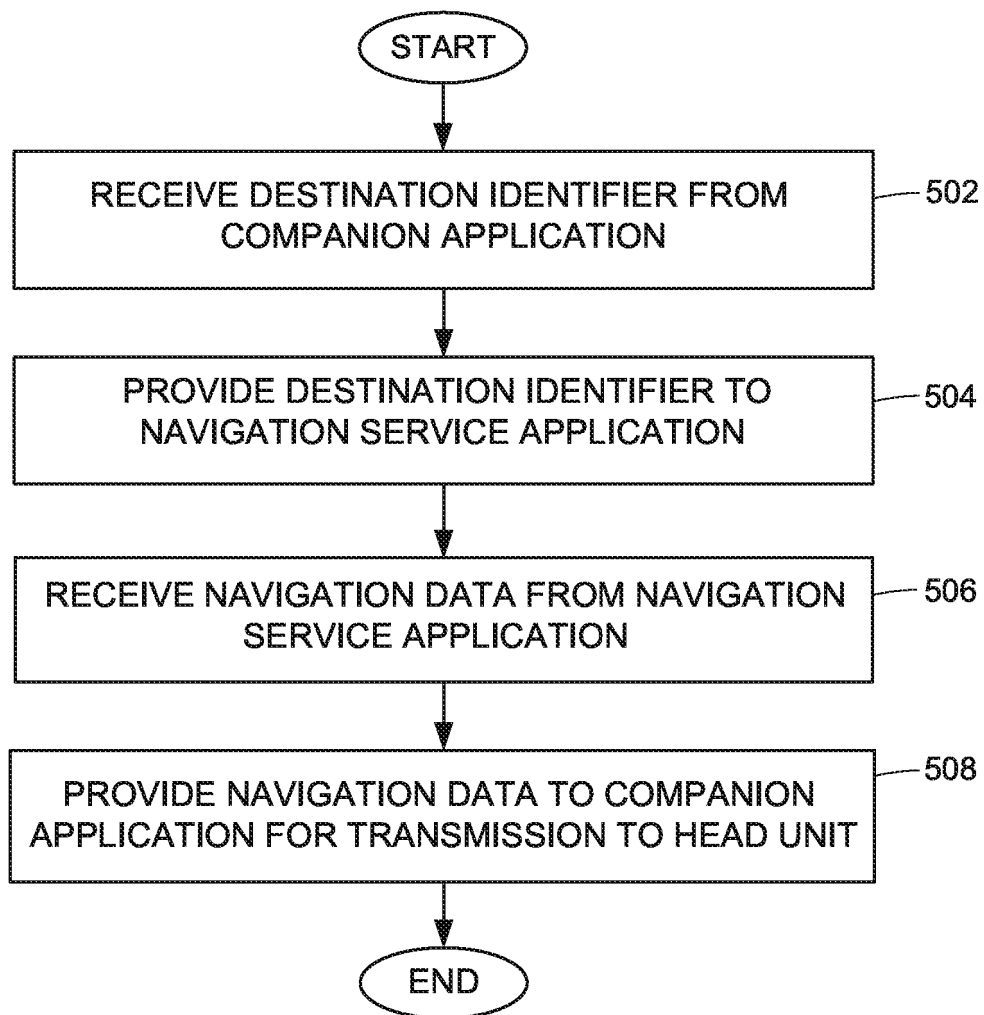 START
RECEIVE DESTINATION IDENTIFIER FROM
COMPANION APPLICATION
502
PROVIDE DESTINATION IDENTIFIER TO
NAVIGATION SERVICE APPLICATION
504
RECEIVE NAVIGATION DATA FROM NAVIGATION
SERVICE APPLICATION
506
PROVIDE NAVIGATION DATA TO COMPANION
APPLICATION FOR TRANSMISSION TO HEAD UNIT
508
END